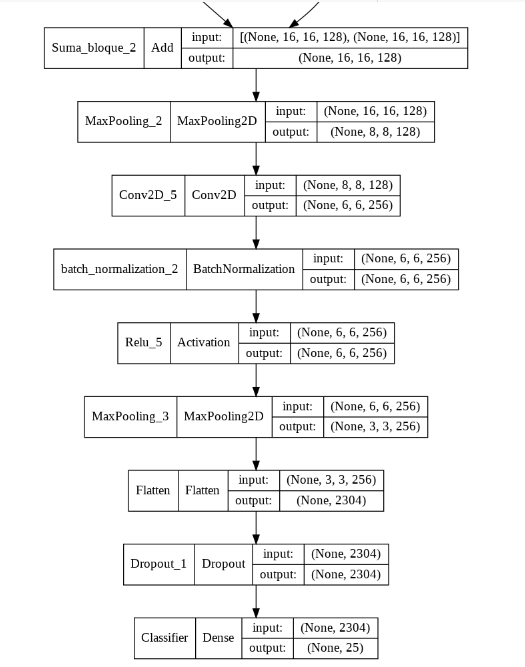 Suma_bloque_2 Add input: [(None, 16, 16, 128), (None, 16, 16, 128)]
output: (None, 16, 16, 128)
MaxPooling_2 MaxPooling2D input: (None, 16, 16, 128)
output: (None, 8, 8, 128)
Conv2D_5 Conv2D input: (None, 8, 8, 128)
output: (None, 6, 6, 256)
batch_normalization_2 BatchNormalization input: (None, 6, 6, 256)
output: (None, 6, 6, 256)
Relu_5 Activation input: (None, 6, 6, 256)
output: (None, 6, 6, 256)
MaxPooling_3 MaxPooling2D input: (None, 6, 6, 256)
output: (None, 3, 3, 256)
Flatten Flatten input: (None, 3, 3, 256)
output: (None, 2304)
Dropout_1 Dropout input: (None, 2304)
output: (None, 2304)
Classifier Dense input: (None, 2304)
output: (None, 25)